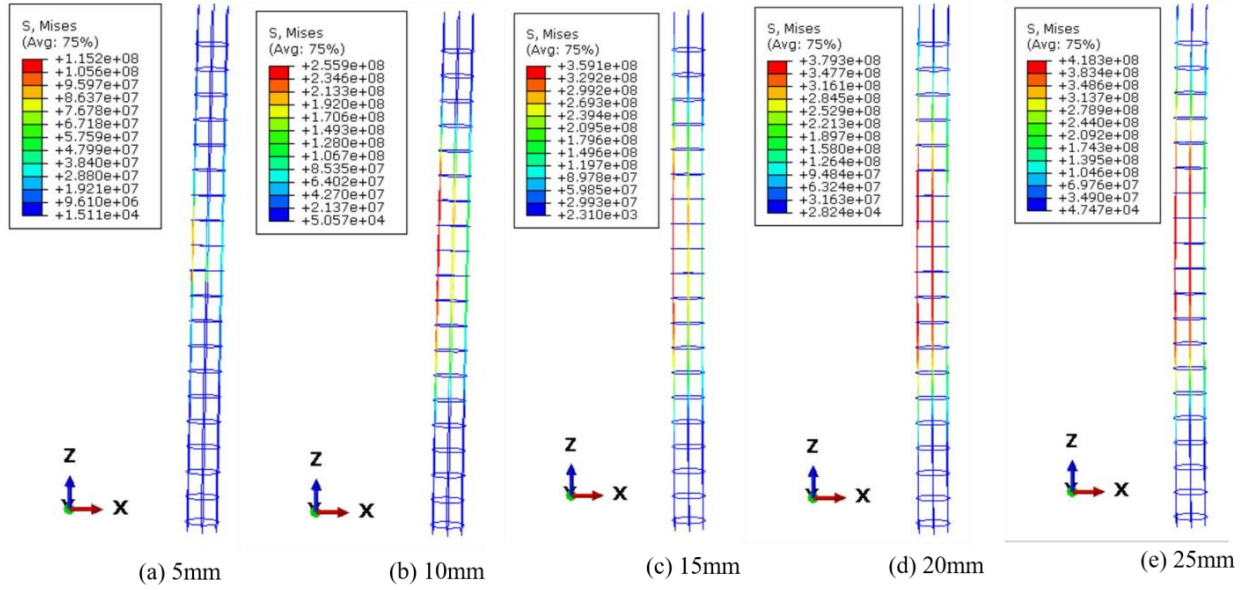 S, Mises
(Avg: 75%)
+1.152e+08
+1.056e+08
+9.597e+07
+8.637e+07
+7.678e+07
+6.718e+07
+5.759e+07
+4.799e+07
+3.840e+07
+2.880e+07
+1.921e+07
+9.610e+06
+1.511e+04
Z
Y
X
(a) 5mm
S, Mises
(Avg: 75%)
+2.559e+08
+2.346e+08
+2.133e+08
+1.920e+08
+1.706e+08
+1.493e+08
+1.280e+08
+1.067e+08
+8.535e+07
+6.402e+07
+4.270e+07
+2.137e+07
+5.057e+04
Z
Y
X
(b) 10mm
S, Mises
(Avg: 75%)
+3.591e+08
+3.292e+08
+2.992e+08
+2.693e+08
+2.394e+08
+2.095e+08
+1.796e+08
+1.496e+08
+1.197e+08
+8.978e+07
+5.985e+07
+2.993e+07
+2.310e+03
Z
Y
X
(c) 15mm
S, Mises
(Avg: 75%)
+3.793e+08
+3.477e+08
+3.161e+08
+2.845e+08
+2.529e+08
+2.213e+08
+1.897e+08
+1.580e+08
+1.264e+08
+9.484e+07
+6.324e+07
+3.163e+07
+2.824e+04
Z
Y
X
(d) 20mm
S, Mises
(Avg: 75%)
+4.183e+08
+3.834e+08
+3.486e+08
+3.137e+08
+2.789e+08
+2.440e+08
+2.092e+08
+1.743e+08
+1.395e+08
+1.046e+08
+6.976e+07
+3.490e+07
+4.747e+04
Z
Y
X
(e) 25mm